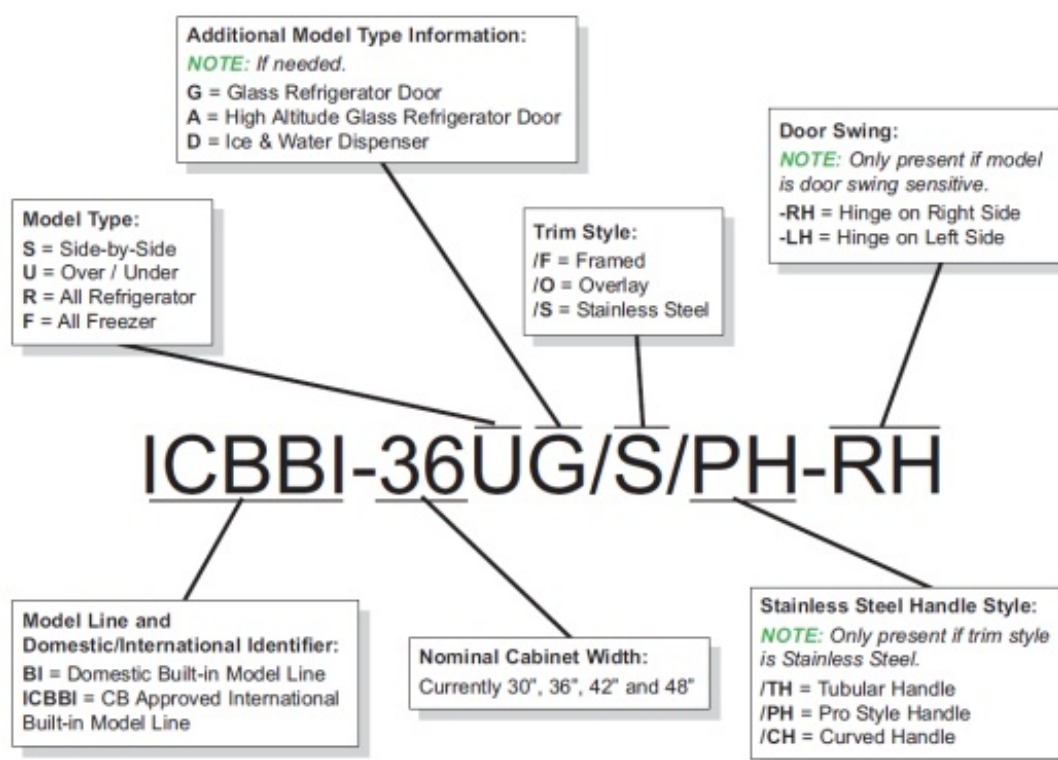 Additional Model Type Information:
NOTE: If needed.
G = Glass Refrigerator Door
A = High Altitude Glass Refrigerator Door
D = Ice & Water Dispenser
Door Swing:
NOTE: Only present if model
is door swing sensitive.
-RH = Hinge on Right Side
-LH = Hinge on Left Side
Model Type:
S = Side-by-Side
U = Over / Under
R = All Refrigerator
F = All Freezer
Trim Style:
/F = Framed
/O = Overlay
/S = Stainless Steel
ICBBI-36UG/S/PH-RH
Model Line and
Domestic/International Identifier:
BI = Domestic Built-in Model Line
ICBBI = CB Approved International
Built-in Model Line
Nominal Cabinet Width:
Currently 30", 36", 42" and 48"
Stainless Steel Handle Style:
NOTE: Only present if trim style
is Stainless Steel.
/TH = Tubular Handle
/PH = Pro Style Handle
/CH = Curved Handle